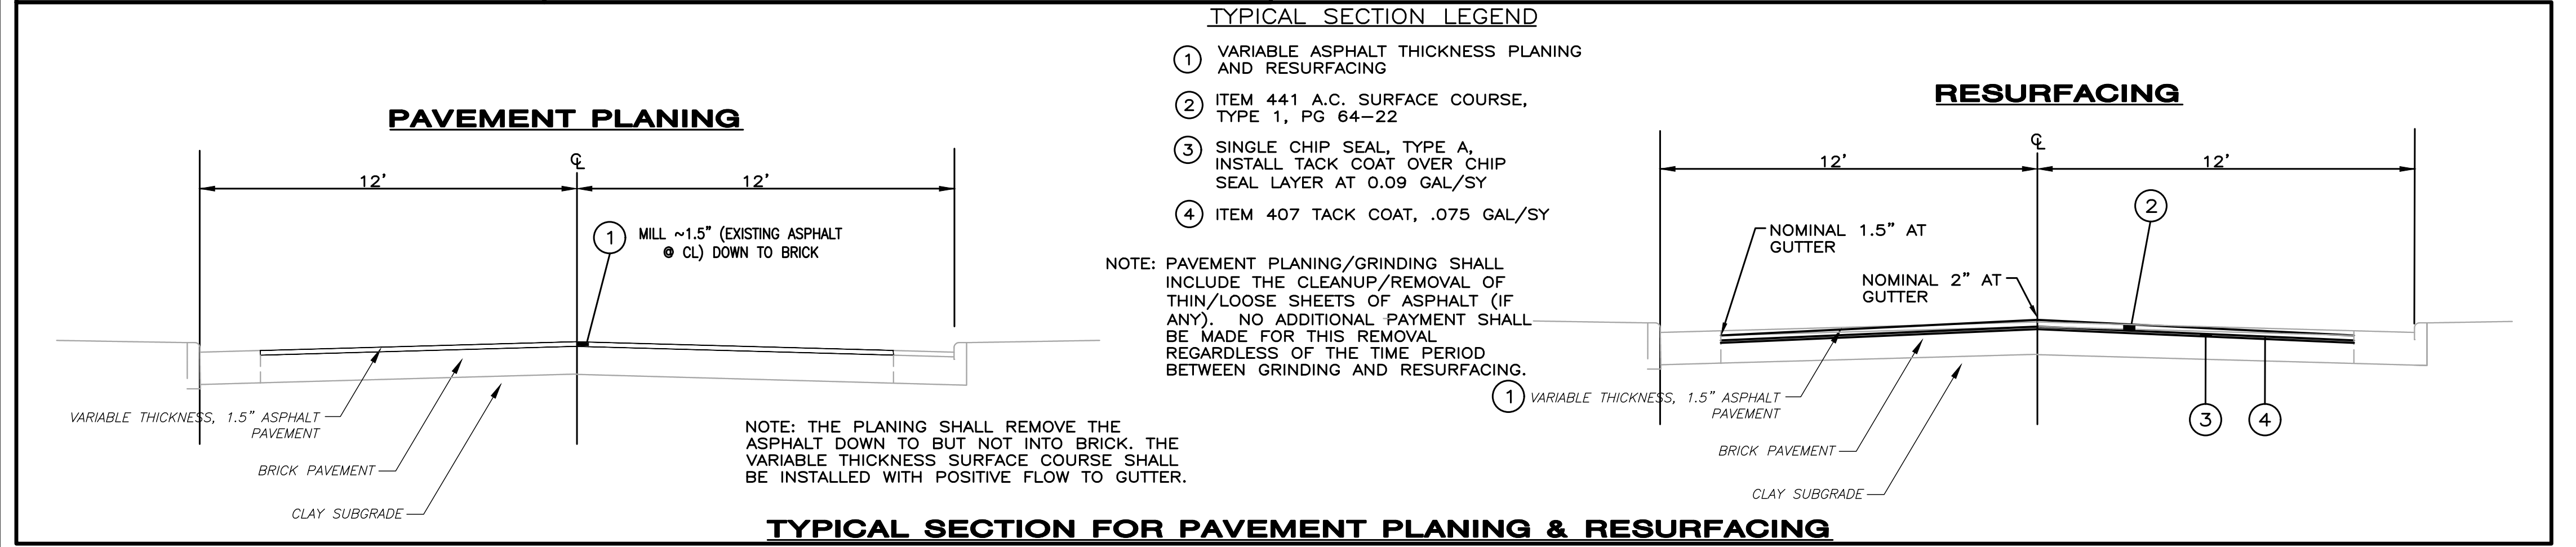 TYPICAL SECTION LEGEND
1 VARIABLE ASPHALT THICKNESS PLANING
AND RESURFACING
2 ITEM 441 A.C. SURFACE COURSE,
TYPE 1, PG 64-22
3 SINGLE CHIP SEAL, TYPE A,
INSTALL TACK COAT OVER CHIP
SEAL LAYER AT 0.09 GAL/SY
4 ITEM 407 TACK COAT, .075 GAL/SY
NOTE: PAVEMENT PLANING/GRINDING SHALL
INCLUDE THE CLEANUP/REMOVAL OF
THIN/LOOSE SHEETS OF ASPHALT (IF
ANY). NO ADDITIONAL PAYMENT SHALL
BE MADE FOR THIS REMOVAL
REGARDLESS OF THE TIME PERIOD
BETWEEN GRINDING AND RESURFACING.
PAVEMENT PLANING
CL
12' 12'
1 MILL ~1.5" (EXISTING ASPHALT
@ CL) DOWN TO BRICK
VARIABLE THICKNESS, 1.5" ASPHALT
PAVEMENT
BRICK PAVEMENT
CLAY SUBGRADE
NOTE: THE PLANING SHALL REMOVE THE
ASPHALT DOWN TO BUT NOT INTO BRICK. THE
VARIABLE THICKNESS SURFACE COURSE SHALL
BE INSTALLED WITH POSITIVE FLOW TO GUTTER.
RESURFACING
CL
12' 12'
2
NOMINAL 1.5" AT
GUTTER
NOMINAL 2" AT
GUTTER
1 VARIABLE THICKNESS, 1.5" ASPHALT
PAVEMENT
3 4
BRICK PAVEMENT
CLAY SUBGRADE
TYPICAL SECTION FOR PAVEMENT PLANING & RESURFACING